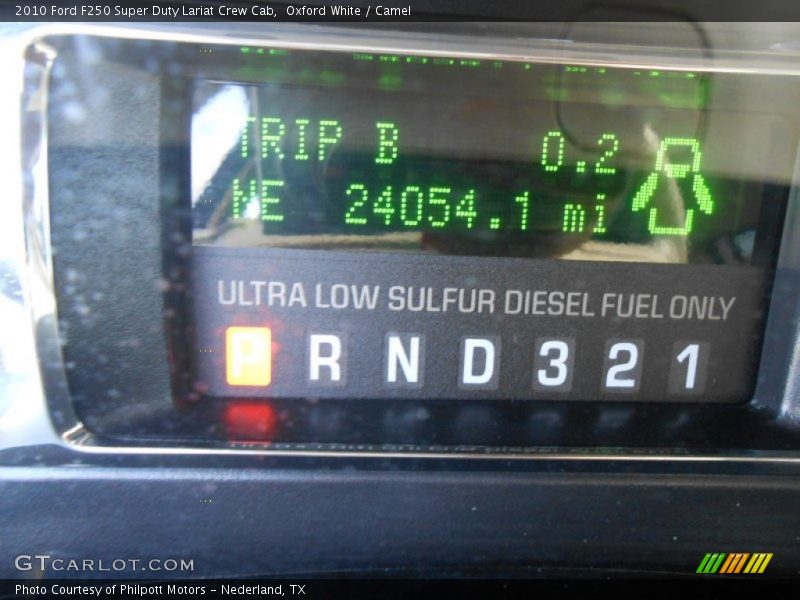 2010 Ford F250 Super Duty Lariat Crew Cab,  Oxford White / Camel
TRIP B 0.2
NE 24054.1 mi
ULTRA LOW SULFUR DIESEL FUEL ONLY
P R N D 3 2 1
GTCARLOT.COM
Photo Courtesy of Philpott Motors - Nederland, TX